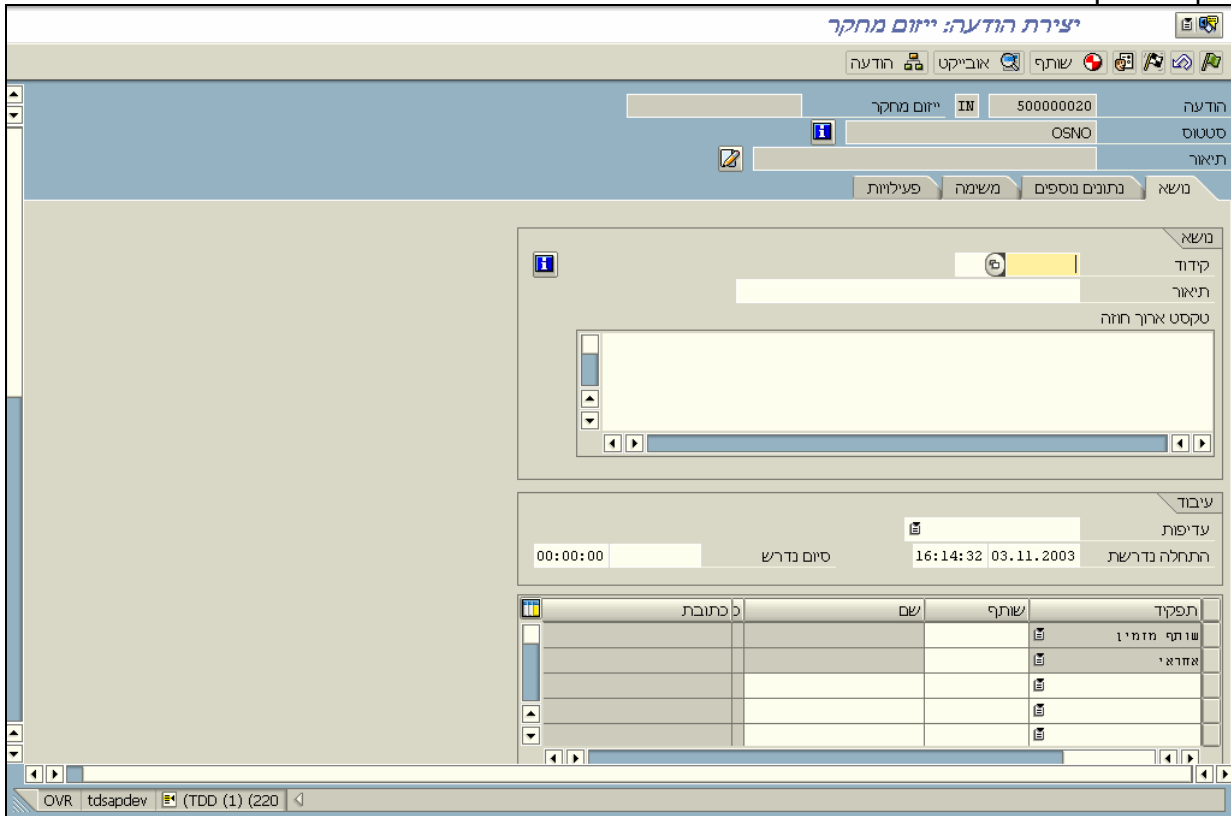 יצירת הודעה: ייזום מחקר
שותף אובייקט הודעה
הודעה 500000020 IN ייזום מחקר
סטטוס OSNO
תיאור
נושא נתונים נוספים משימה פעילויות
נושא
קידוד
תיאור
טקסט ארוך חוזה
עיבוד
עדיפות
התחלה נדרשת 03.11.2003 16:14:32 סיום נדרש 00:00:00
תפקיד שותף שם כ כתובת
שותף מזמין
אחראי
OVR tdsapdev (TDD (1) (220